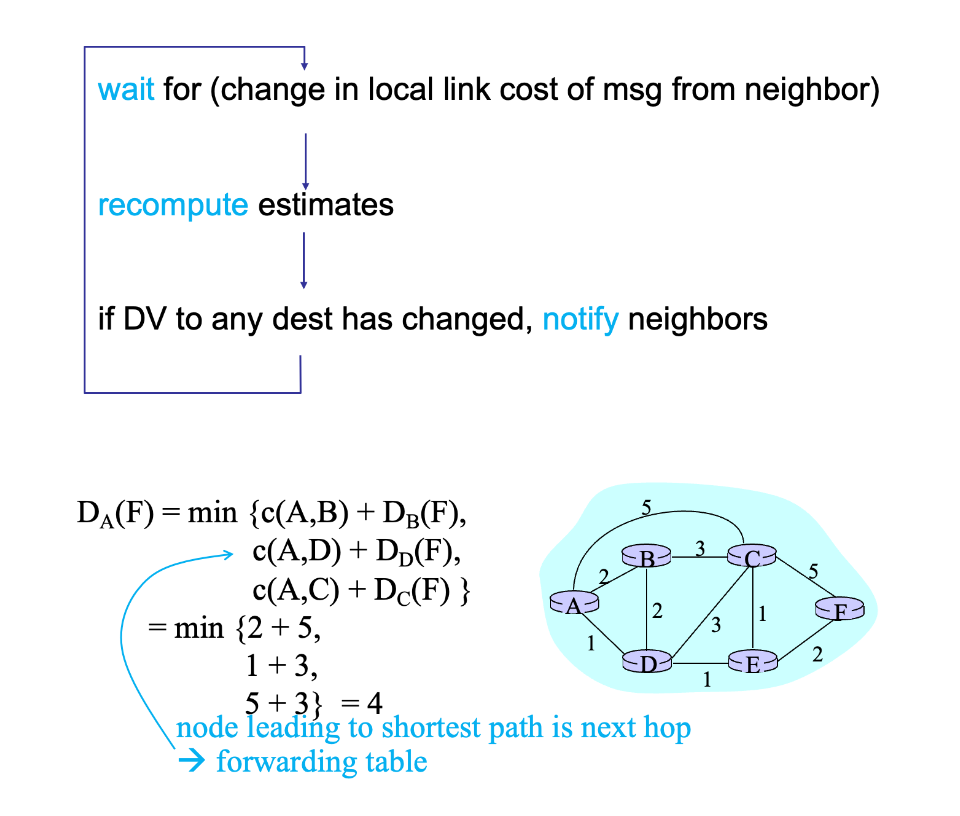 wait for (change in local link cost of msg from neighbor)
recompute estimates
if DV to any dest has changed, notify neighbors
D_A(F) = min {c(A,B) + D_B(F),
c(A,D) + D_D(F),
c(A,C) + D_C(F) }
= min {2 + 5,
1 + 3,
5 + 3} = 4
node leading to shortest path is next hop
→ forwarding table
5
B 3 C
2 5
A 2 3 1 F
1 2
D E
1